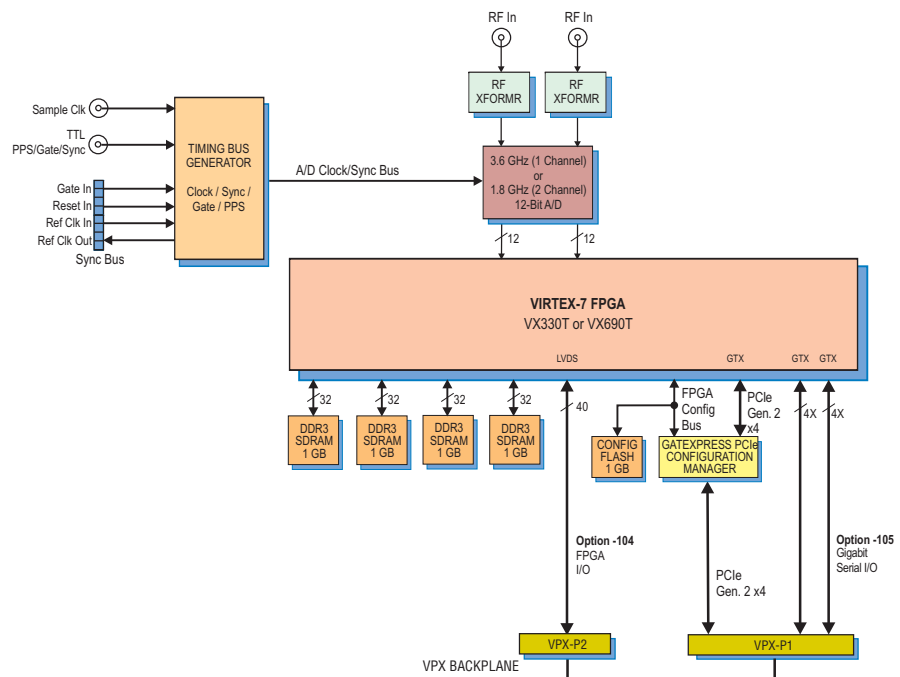 RF In
RF In
RF
XFORMR
RF
XFORMR
Sample Clk
TTL
PPS/Gate/Sync
TIMING BUS
GENERATOR
Clock / Sync /
Gate / PPS
Gate In
Reset In
Ref Clk In
Ref Clk Out
Sync Bus
A/D Clock/Sync Bus
3.6 GHz (1 Channel)
or
1.8 GHz (2 Channel)
12-Bit A/D
12
12
VIRTEX-7 FPGA
VX330T or VX690T
LVDS
GTX
GTX
GTX
32
32
32
32
40
FPGA
Config
Bus
PCIe
Gen. 2
x4
4X
4X
DDR3
SDRAM
1 GB
DDR3
SDRAM
1 GB
DDR3
SDRAM
1 GB
DDR3
SDRAM
1 GB
CONFIG
FLASH
1 GB
GATEXPRESS PCIe
CONFIGURATION
MANAGER
Option -104
FPGA
I/O
PCIe
Gen. 2 x4
Option -105
Gigabit
Serial I/O
VPX-P2
VPX-P1
VPX BACKPLANE